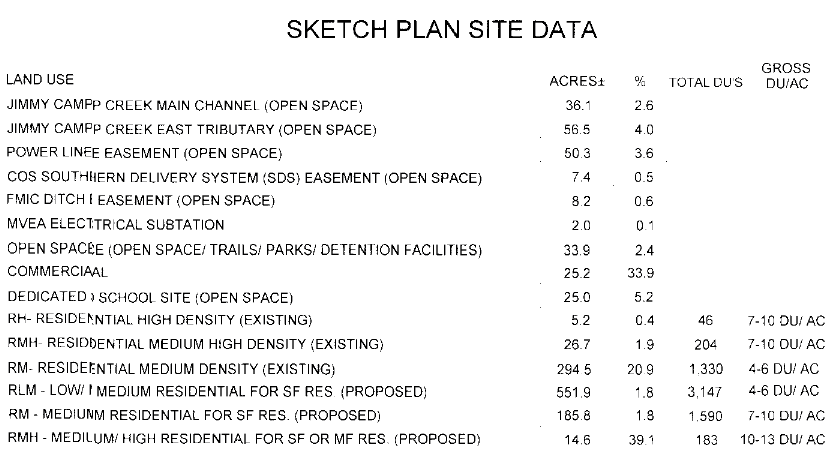 SKETCH PLAN SITE DATA
LAND USE ACRES± % TOTAL DU'S GROSS DU/AC
JIMMY CAMPP CREEK MAIN CHANNEL (OPEN SPACE) 36.1 2.6
JIMMY CAMPP CREEK EAST TRIBUTARY (OPEN SPACE) 56.5 4.0
POWER LINEE EASEMENT (OPEN SPACE) 50.3 3.6
COS SOUTHERN DELIVERY SYSTEM (SDS) EASEMENT (OPEN SPACE) 7.4 0.5
FMIC DITCH EASEMENT (OPEN SPACE) 8.2 0.6
MVEA ELECTRICAL SUBTATION 2.0 0.1
OPEN SPACE (OPEN SPACE/ TRAILS/ PARKS/ DETENTION FACILITIES) 33.9 2.4
COMMERCIAAL 25.2 33.9
DEDICATED SCHOOL SITE (OPEN SPACE) 25.0 5.2
RH- RESIDENTIAL HIGH DENSITY (EXISTING) 5.2 0.4 46 7-10 DU/ AC
RMH- RESIDENTIAL MEDIUM HIGH DENSITY (EXISTING) 26.7 1.9 204 7-10 DU/ AC
RM- RESIDENTIAL MEDIUM DENSITY (EXISTING) 294.5 20.9 1,330 4-6 DU/ AC
RLM - LOW/ MEDIUM RESIDENTIAL FOR SF RES. (PROPOSED) 551.9 1.8 3,147 4-6 DU/ AC
RM - MEDIUM RESIDENTIAL FOR SF RES. (PROPOSED) 185.8 1.8 1,590 7-10 DU/ AC
RMH - MEDIUM/ HIGH RESIDENTIAL FOR SF OR MF RES. (PROPOSED) 14.6 39.1 183 10-13 DU/ AC